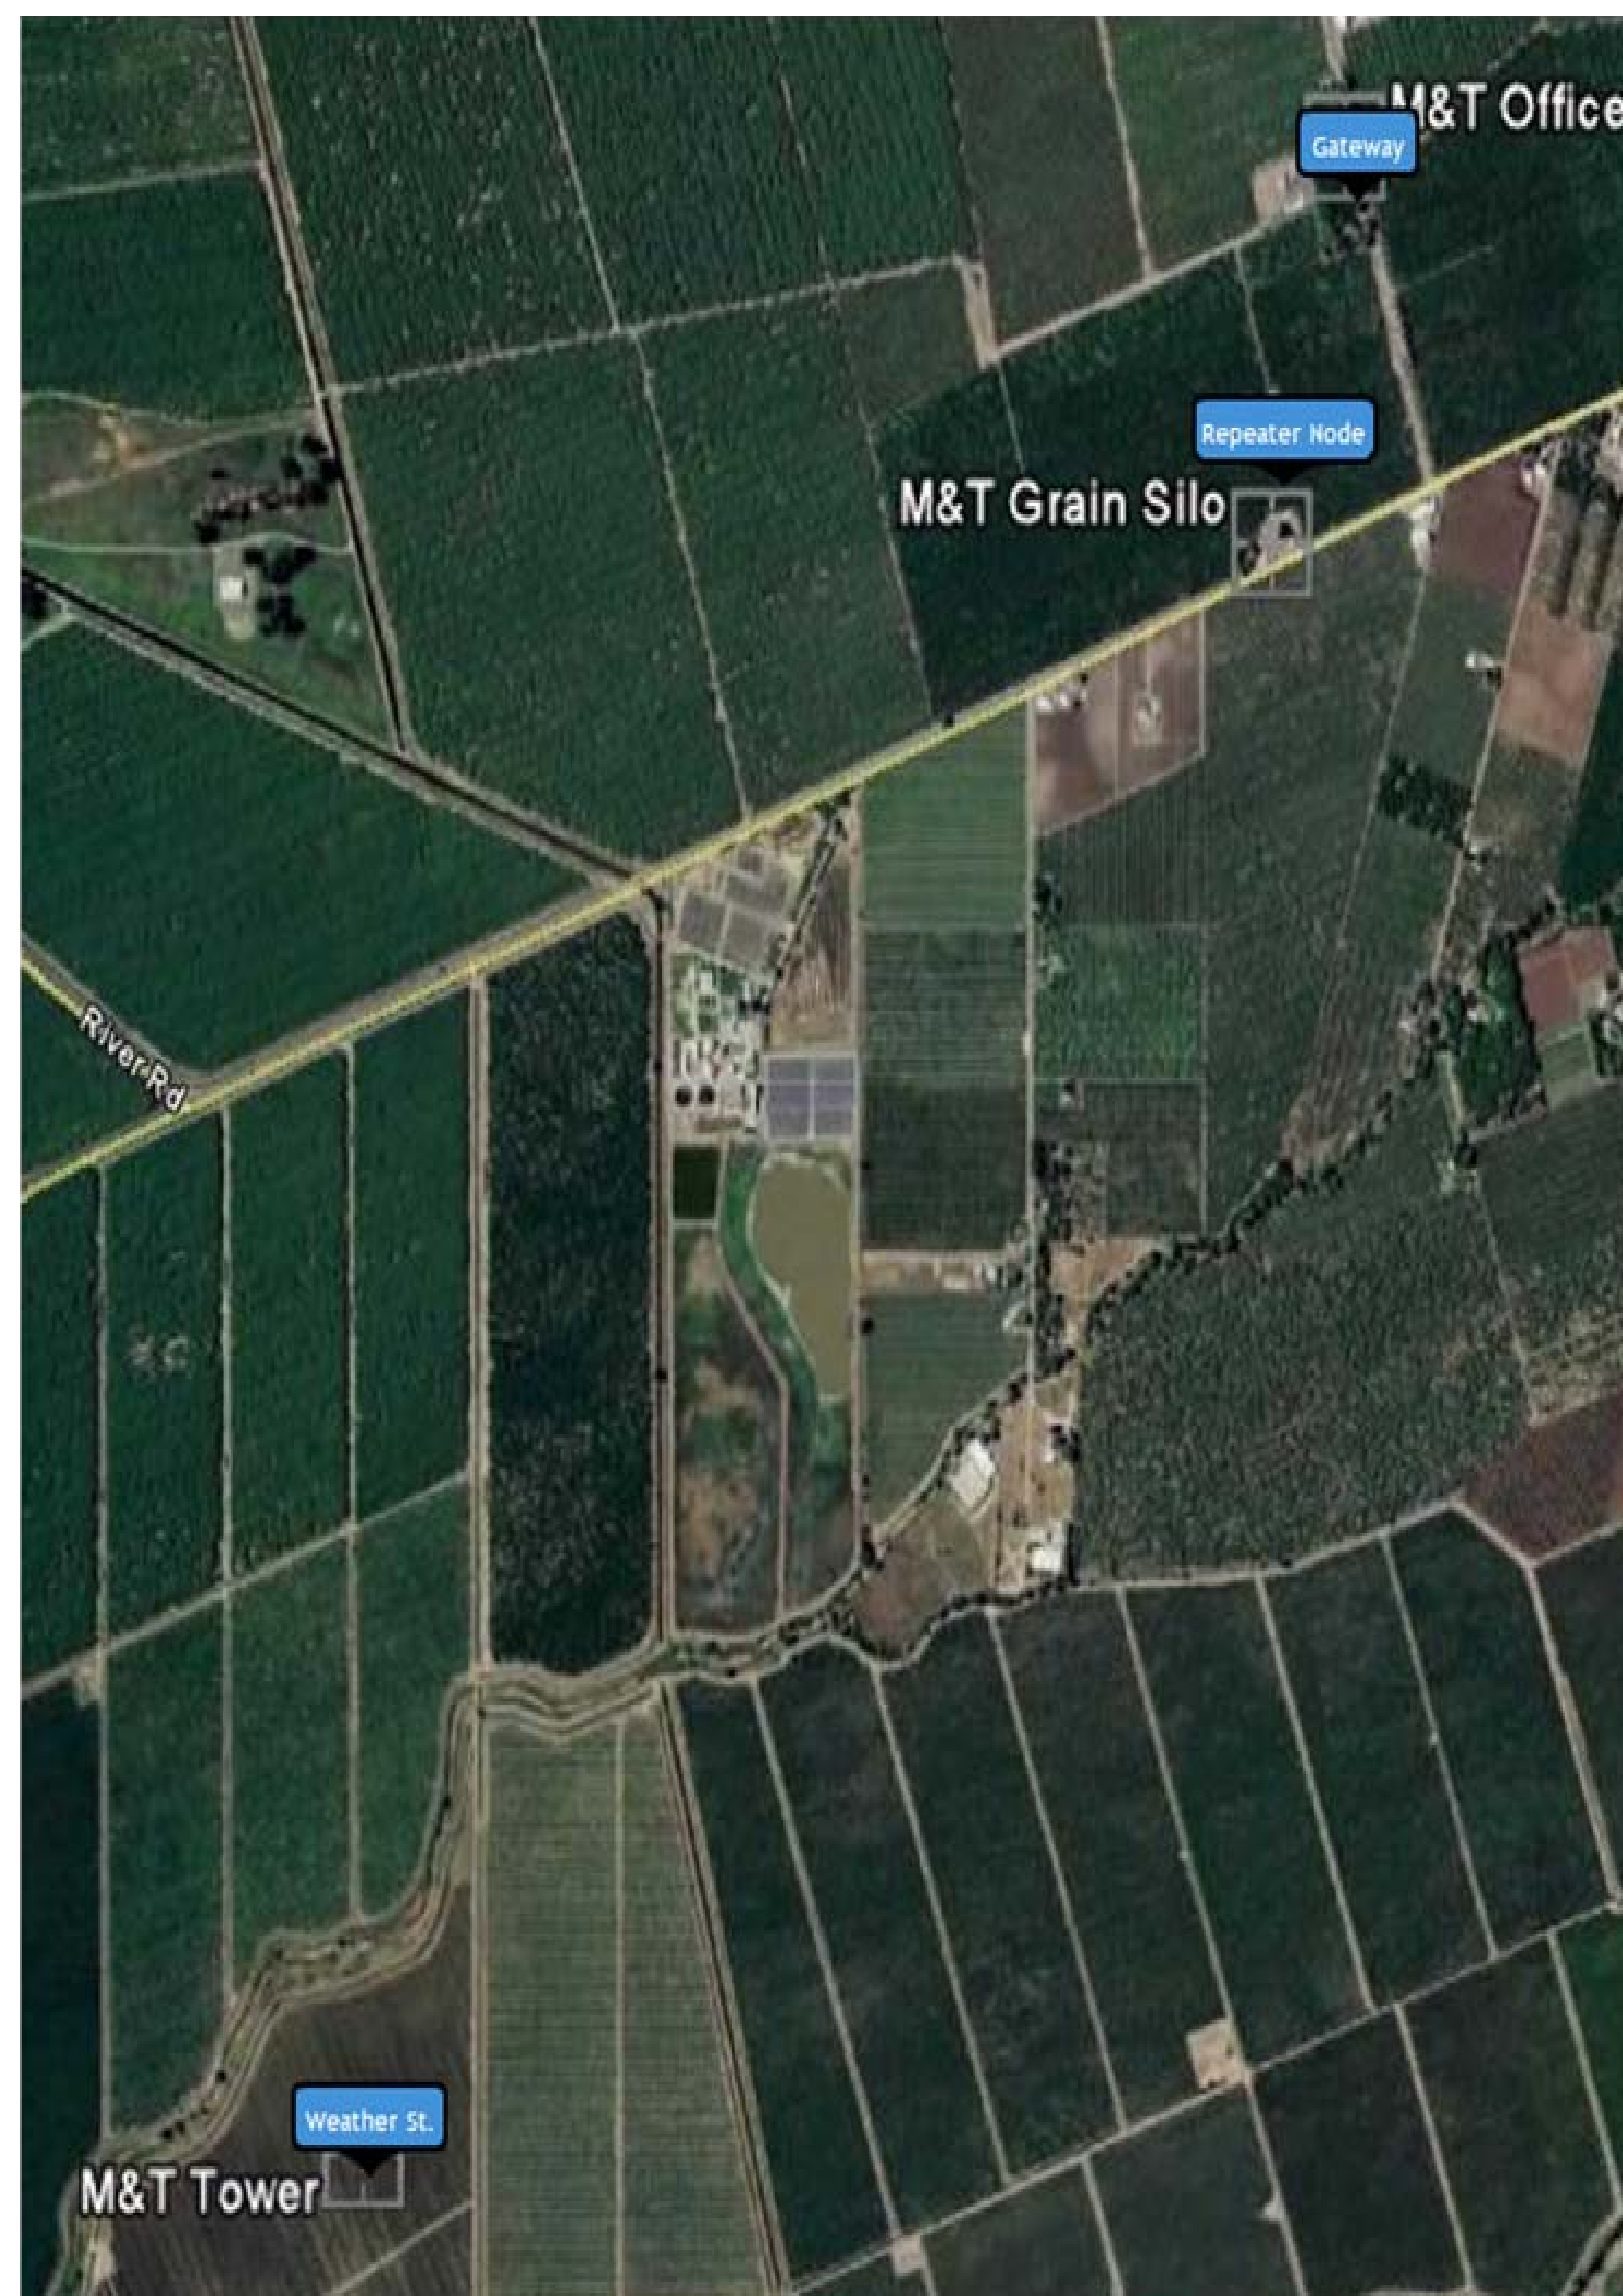 M&T Office
Gateway
Repeater Node
M&T Grain Silo
River Rd
Weather St.
M&T Tower